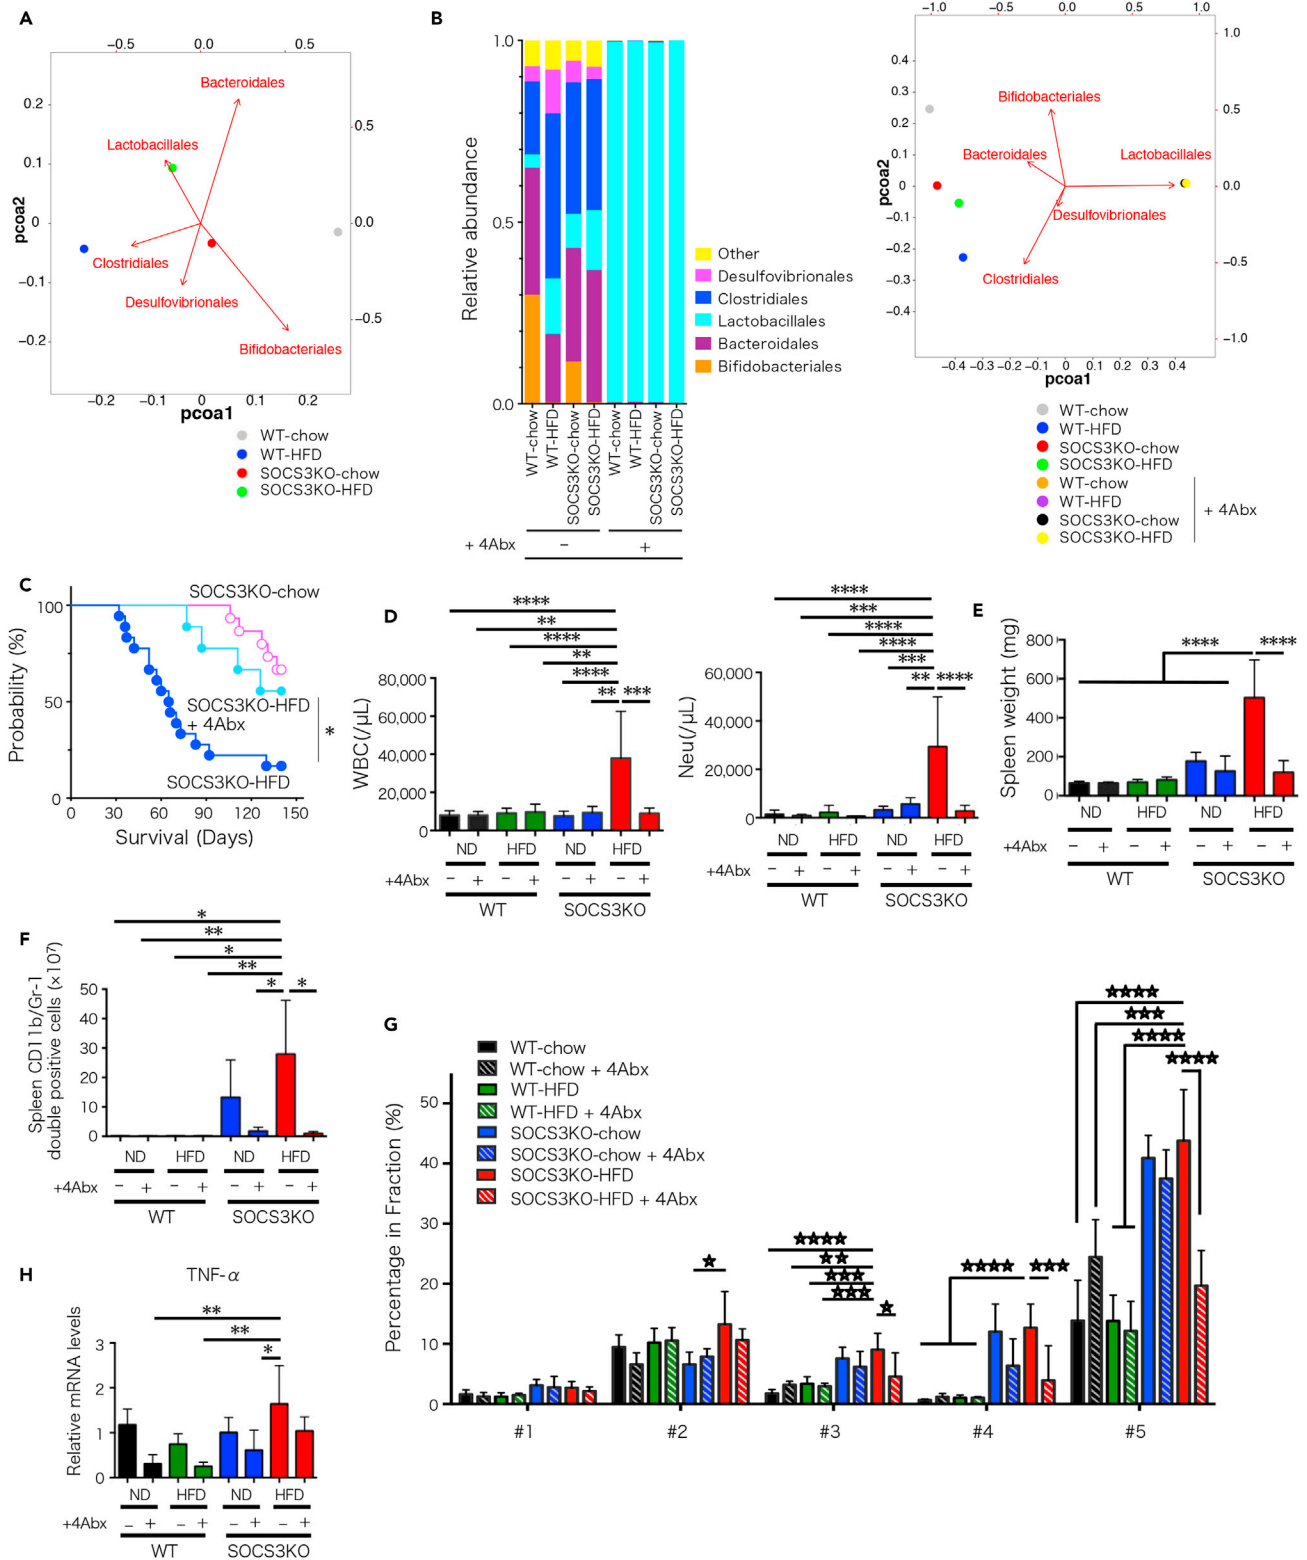 A
−0.5 0.0 0.5
Bacteroidales
Lactobacillales
Clostridiales
Desulfovibrionales
Bifidobacteriales
0.2
0.1
0
−0.1
−0.2
pcoa2
0.5
0.0
−0.5
−0.2 −0.1 0.0 0.1 0.2
pcoa1
WT-chow
WT-HFD
SOCS3KO-chow
SOCS3KO-HFD
B
Relative abundance
1.0
0.5
0.0
WT-chow
WT-HFD
SOCS3KO-chow
SOCS3KO-HFD
WT-chow
WT-HFD
SOCS3KO-chow
SOCS3KO-HFD
+ 4Abx − +
Other
Desulfovibrionales
Clostridiales
Lactobacillales
Bacteroidales
Bifidobacteriales
−1.0 −0.5 0.0 0.5 1.0
1.0
0.5
0.0
−0.5
−1.0
0.4
0.3
0.2
0.1
0
−0.1
−0.2
−0.3
−0.4
pcoa2
Bifidobacteriales
Bacteroidales
Lactobacillales
Desulfovibrionales
Clostridiales
−0.4 −0.3 −0.2 −0.1 0.0 0.1 0.2 0.3 0.4
pcoa1
WT-chow
WT-HFD
SOCS3KO-chow
SOCS3KO-HFD
WT-chow
WT-HFD
SOCS3KO-chow
SOCS3KO-HFD
+ 4Abx
C
Probability (%)
100
50
0
SOCS3KO-chow
SOCS3KO-HFD
+ 4Abx
*
SOCS3KO-HFD
0 30 60 90 120 150
Survival (Days)
D
****
**
****
**
****
** ***
WBC(/μL)
80,000
60,000
40,000
20,000
0
ND HFD ND HFD
+4Abx − + − + − + − +
WT SOCS3KO
****
***
****
****
***
** ****
Neu(/μL)
60,000
40,000
20,000
0
ND HFD ND HFD
+4Abx − + − + − + − +
WT SOCS3KO
E
**** ****
Spleen weight (mg)
800
600
400
200
0
ND HFD ND HFD
+4Abx − + − + − + − +
WT SOCS3KO
F
*
**
*
**
* *
Spleen CD11b/Gr-1
double positive cells (×10⁷)
50
40
30
20
10
0
ND HFD ND HFD
+4Abx − + − + − + − +
WT SOCS3KO
G
WT-chow
WT-chow + 4Abx
WT-HFD
WT-HFD + 4Abx
SOCS3KO-chow
SOCS3KO-chow + 4Abx
SOCS3KO-HFD
SOCS3KO-HFD + 4Abx
Percentage in Fraction (%)
50
40
30
20
10
0
☆
☆☆☆☆
☆☆
☆☆☆
☆☆☆
☆
☆☆☆☆ ☆☆☆
☆☆☆☆
☆☆☆
☆☆☆☆
☆☆☆☆
#1 #2 #3 #4 #5
H
TNF-α
**
**
*
Relative mRNA levels
3
2
1
0
ND HFD ND HFD
+4Abx − + − + − + − +
WT SOCS3KO